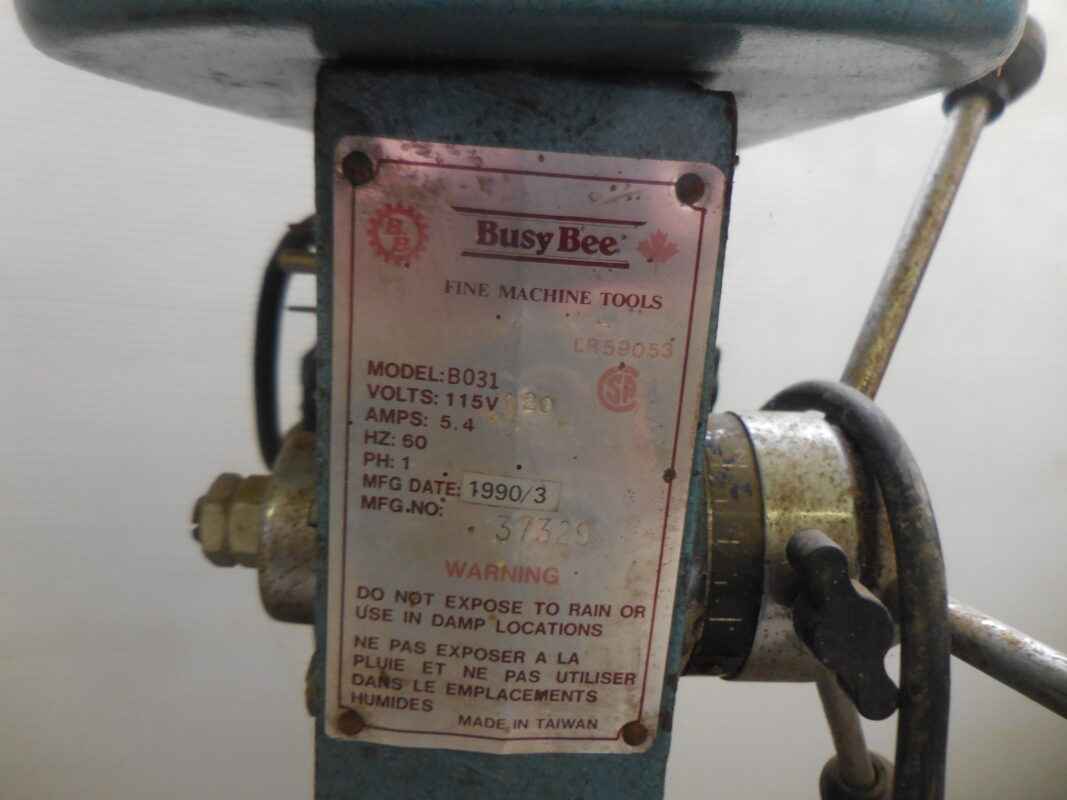 BB
Busy Bee
FINE MACHINE TOOLS
LR59053
MODEL: B031
VOLTS: 115V 120
AMPS: 5.4
HZ: 60
PH: 1
MFG DATE: 1990/3
MFG.NO: 37329
WARNING
DO NOT EXPOSE TO RAIN OR
USE IN DAMP LOCATIONS
NE PAS EXPOSER A LA
PLUIE ET NE PAS UTILISER
DANS LE EMPLACEMENTS
HUMIDES
MADE IN TAIWAN